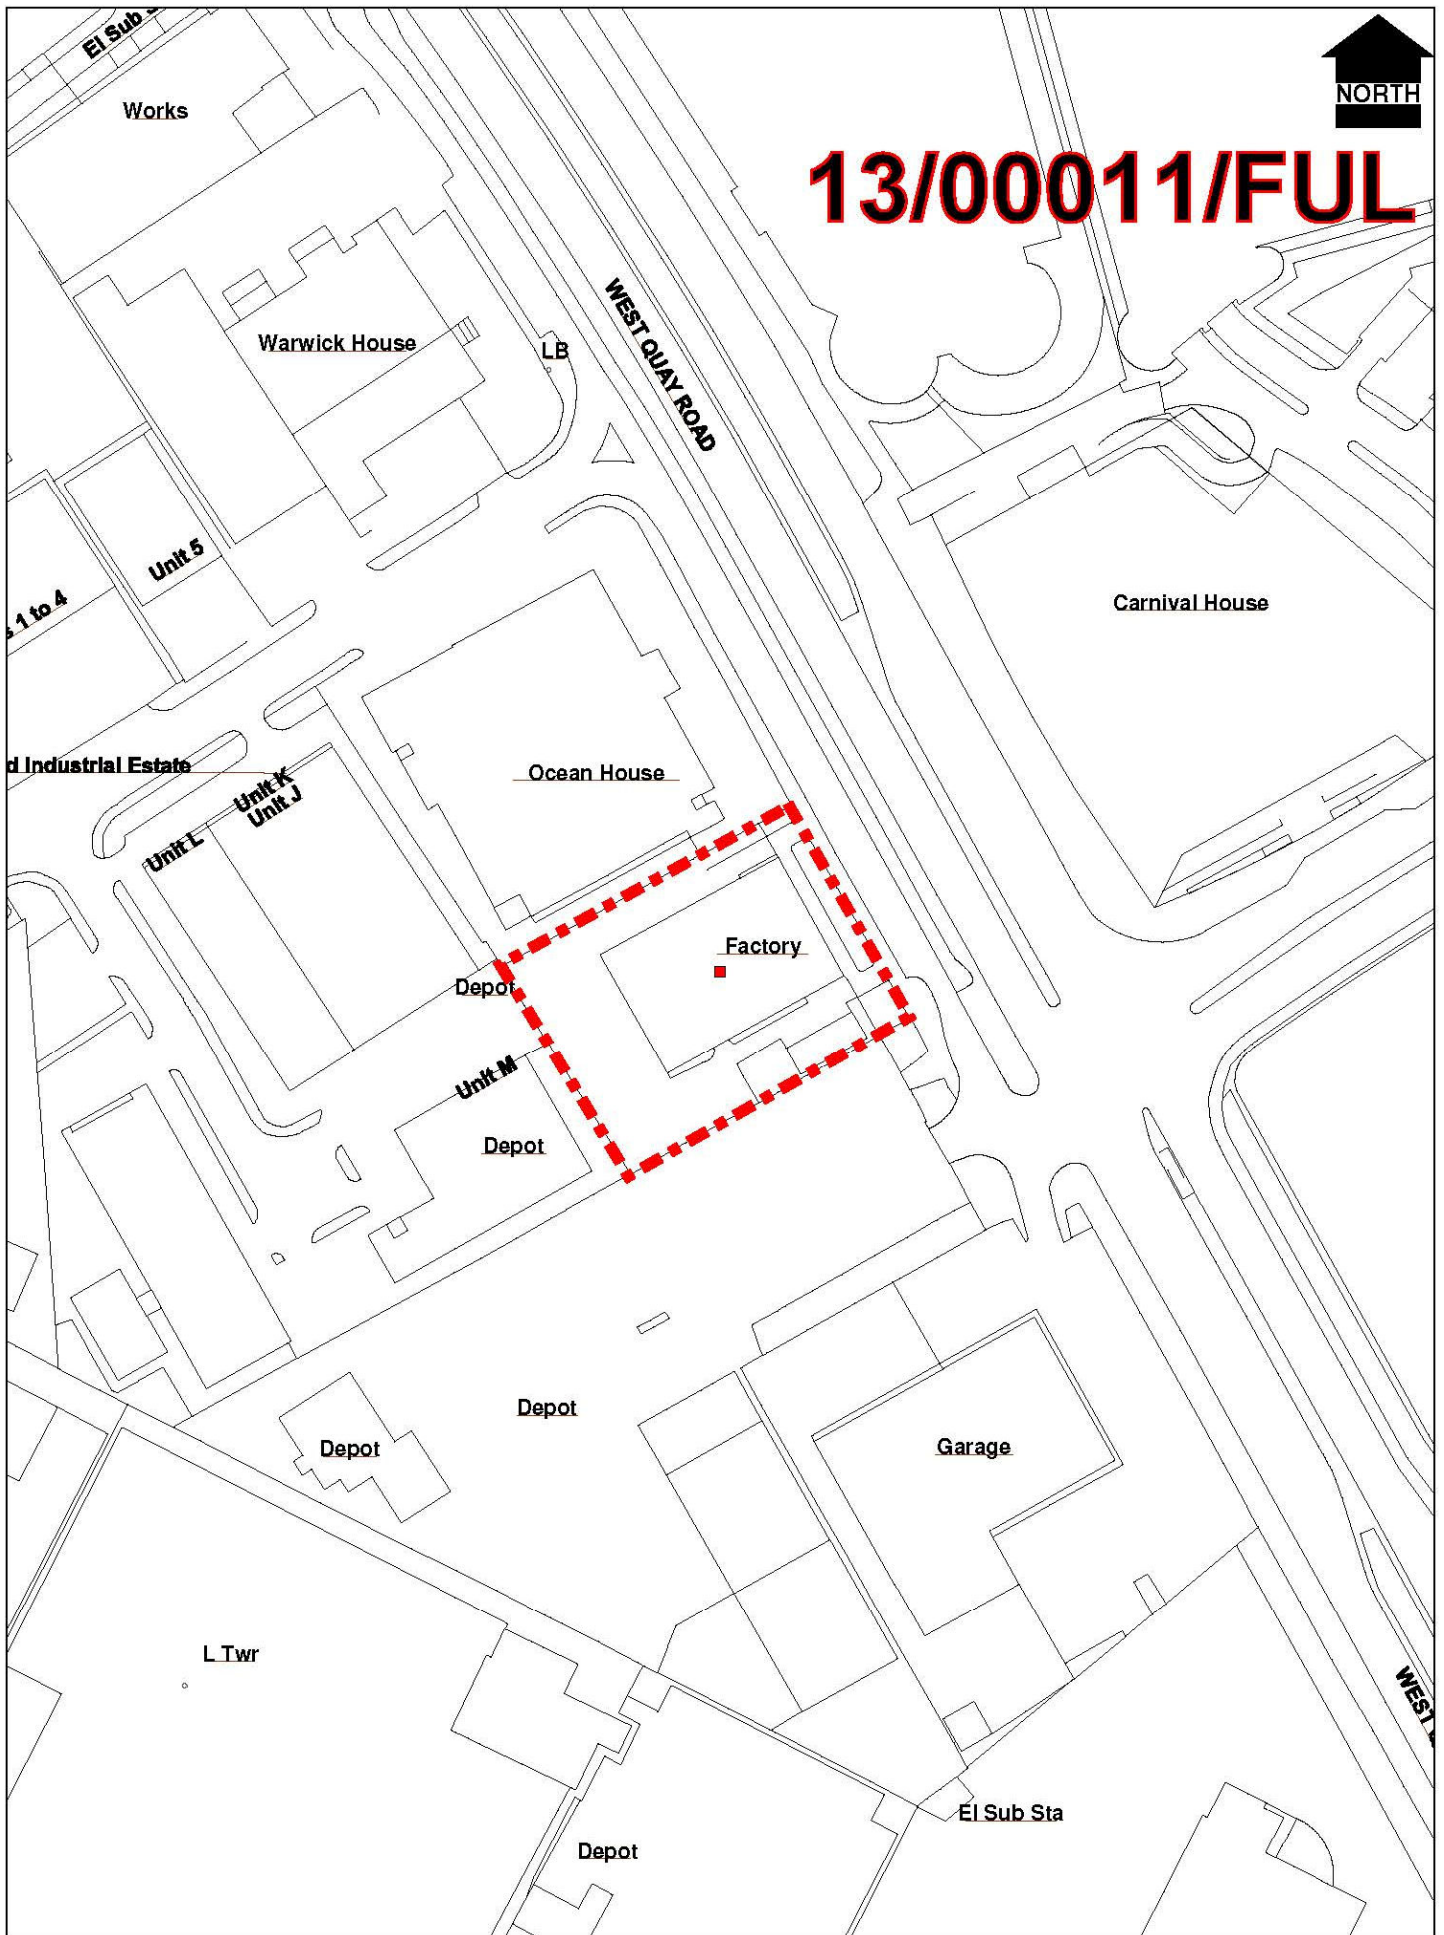 El Sub S
NORTH
Works
13/00011/FUL
WEST QUAY ROAD
Warwick House
LB
Unit 5
s 1 to 4
Carnival House
d Industrial Estate
Unit K
Unit J
Unit L
Ocean House
Factory
Depot
Unit M
Depot
Depot
Depot
Garage
L Twr
WEST
El Sub Sta
Depot